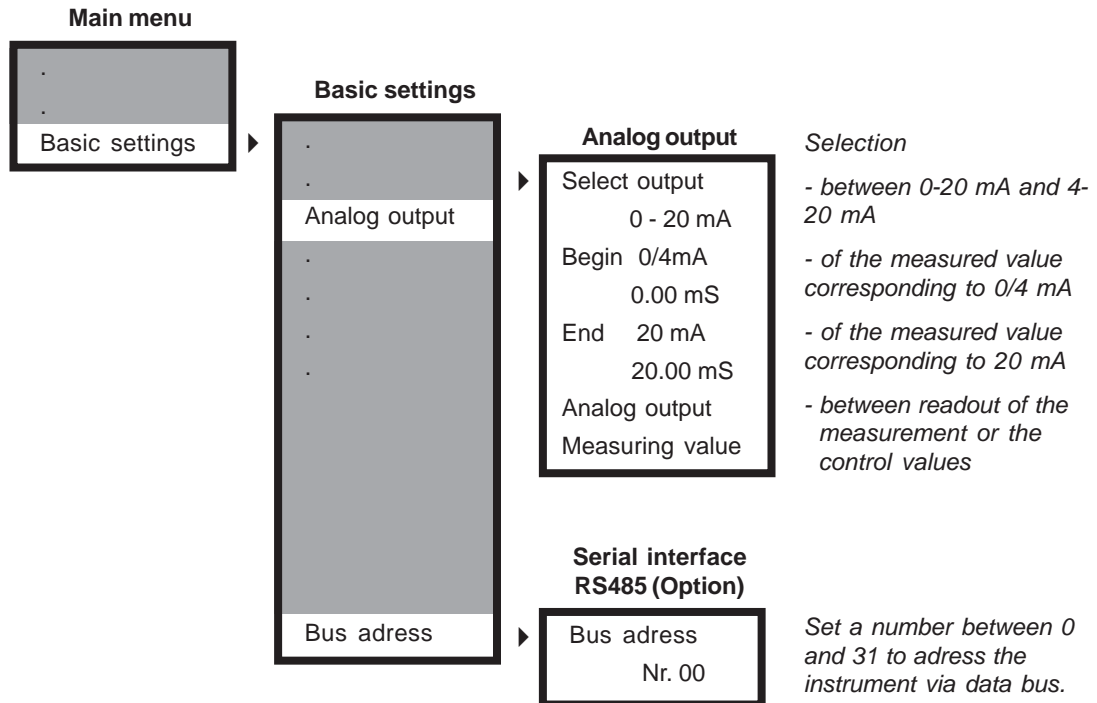 Main menu
.
.
Basic settings
Basic settings
.
.
Analog output
.
.
.
.
Bus adress
Analog output
Select output
0 - 20 mA
Begin 0/4mA
0.00 mS
End 20 mA
20.00 mS
Analog output
Measuring value
Selection
- between 0-20 mA and 4-
20 mA
- of the measured value
corresponding to 0/4 mA
- of the measured value
corresponding to 20 mA
- between readout of the
measurement or the
control values
Serial interface
RS485 (Option)
Bus adress
Nr. 00
Set a number between 0
and 31 to adress the
instrument via data bus.